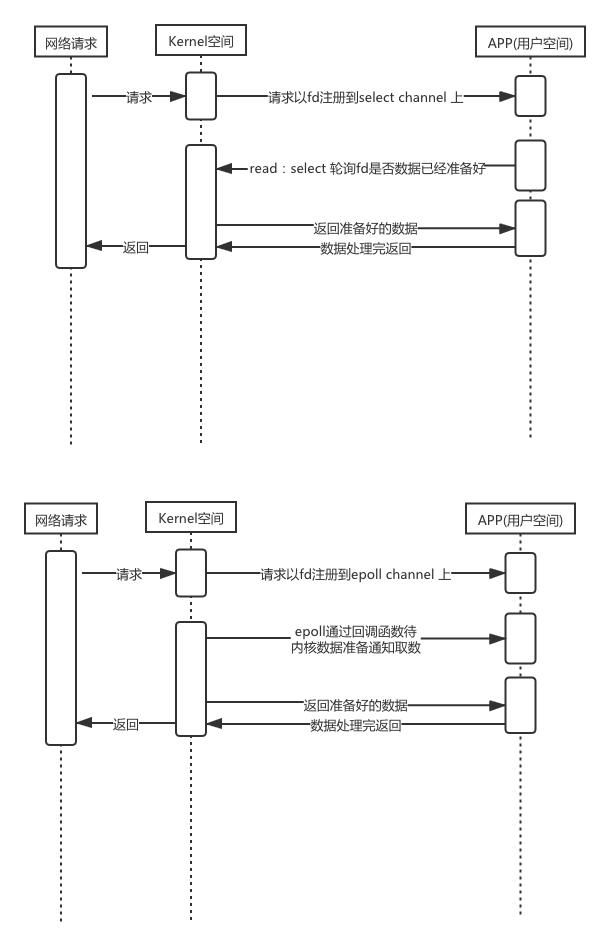 网络请求
Kernel空间
APP(用户空间)
请求
请求以fd注册到select channel 上
read：select 轮询fd是否数据已经准备好
返回准备好的数据
返回
数据处理完返回
网络请求
Kernel空间
APP(用户空间)
请求
请求以fd注册到epoll channel 上
epoll通过回调函数待
内核数据准备通知取数
返回准备好的数据
返回
数据处理完返回